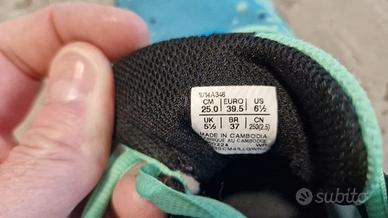 1014A346
CM EURO US
25.0 39.5 6½
UK BR CN
5½ 37 250(2.5)
MADE IN CAMBODIA
subito